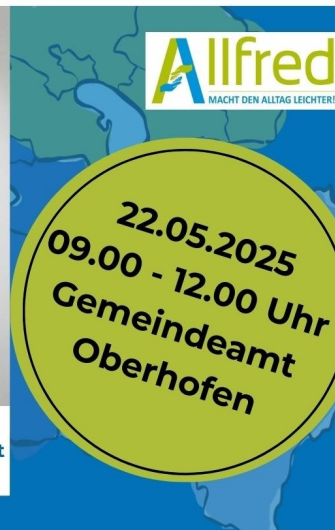 Allfred
MACHT DEN ALLTAG LEICHTER!
22.05.2025
09.00 - 12.00 Uhr
Gemeindeamt
Oberhofen